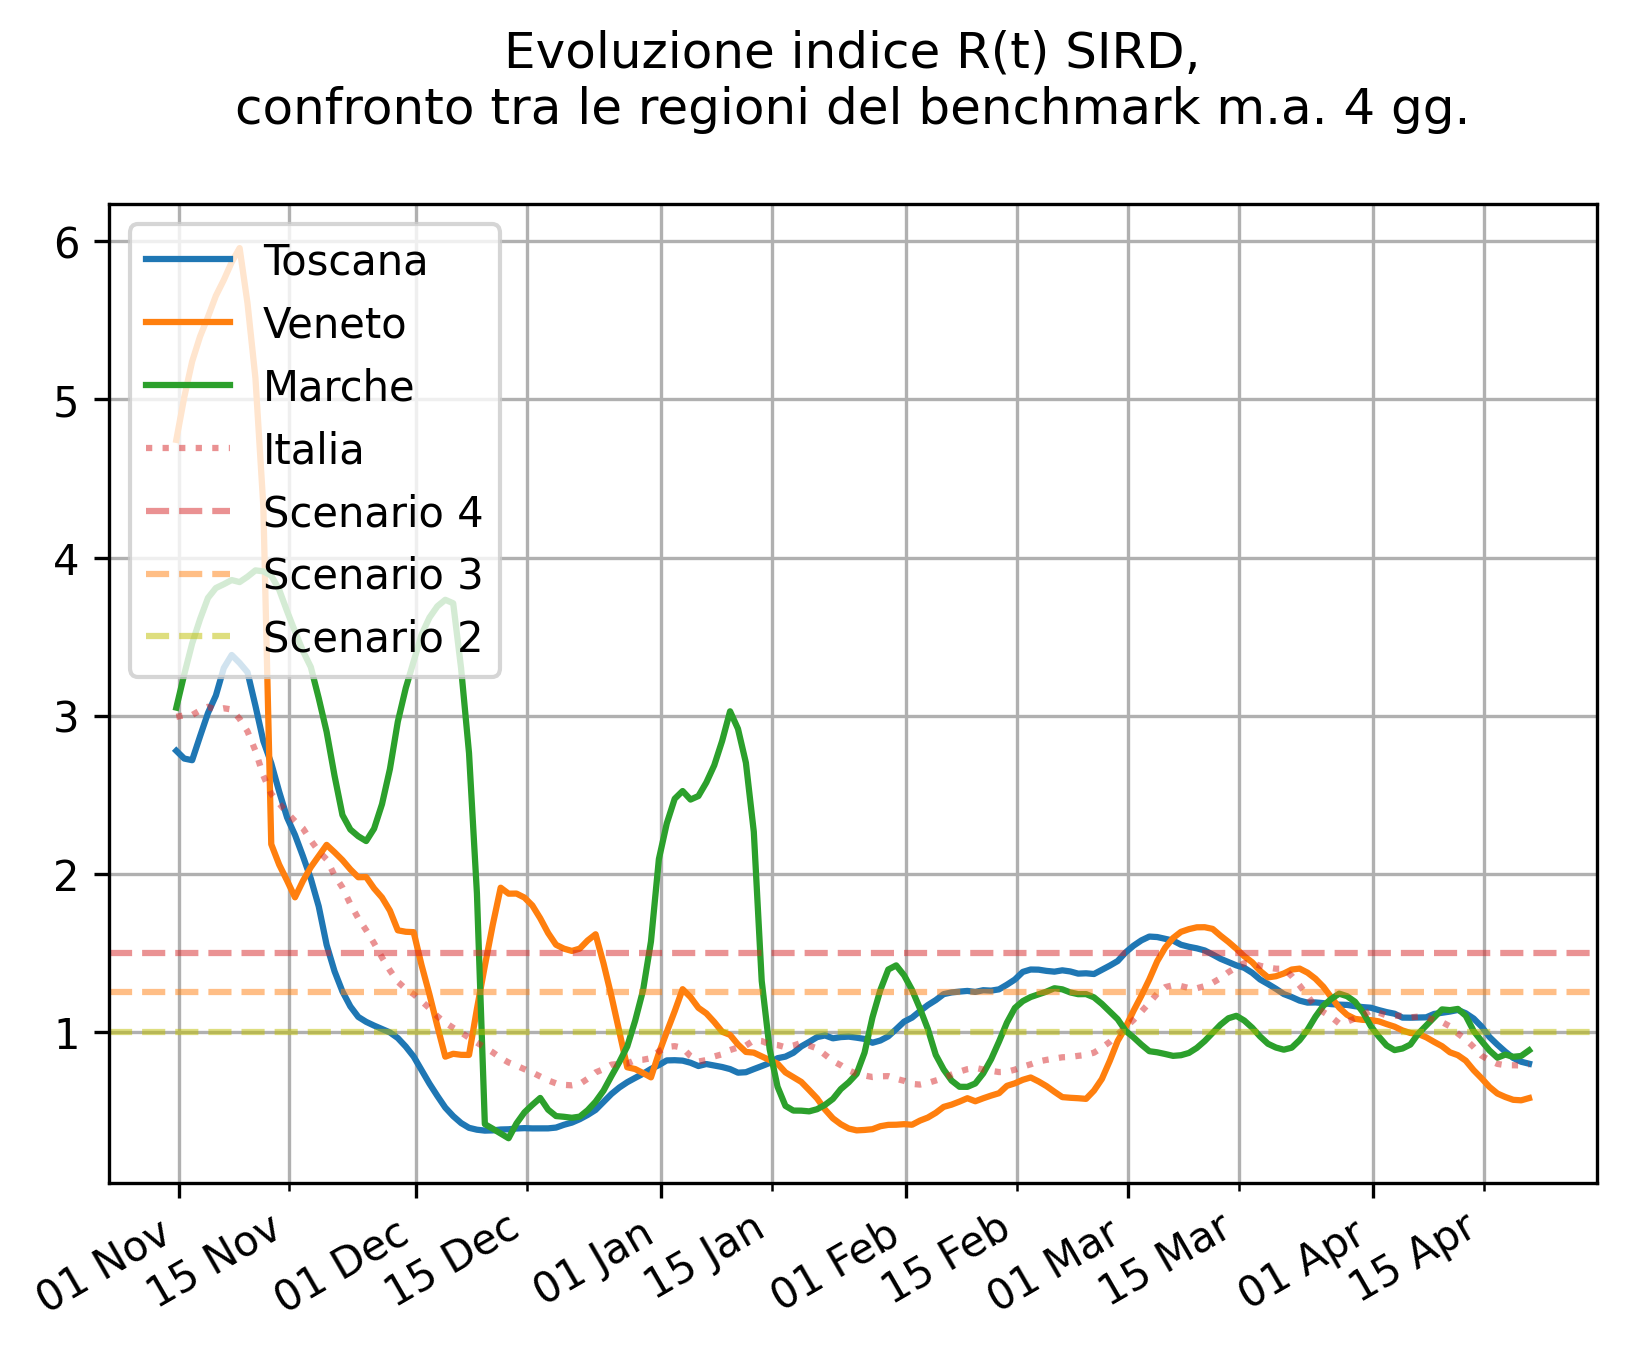 Evoluzione indice R(t) SIRD,
confronto tra le regioni del benchmark m.a. 4 gg.
6
5
4
3
2
1
Toscana
Veneto
Marche
Italia
Scenario 4
Scenario 3
Scenario 2
01 Nov
15 Nov
01 Dec
15 Dec
01 Jan
15 Jan
01 Feb
15 Feb
01 Mar
15 Mar
01 Apr
15 Apr